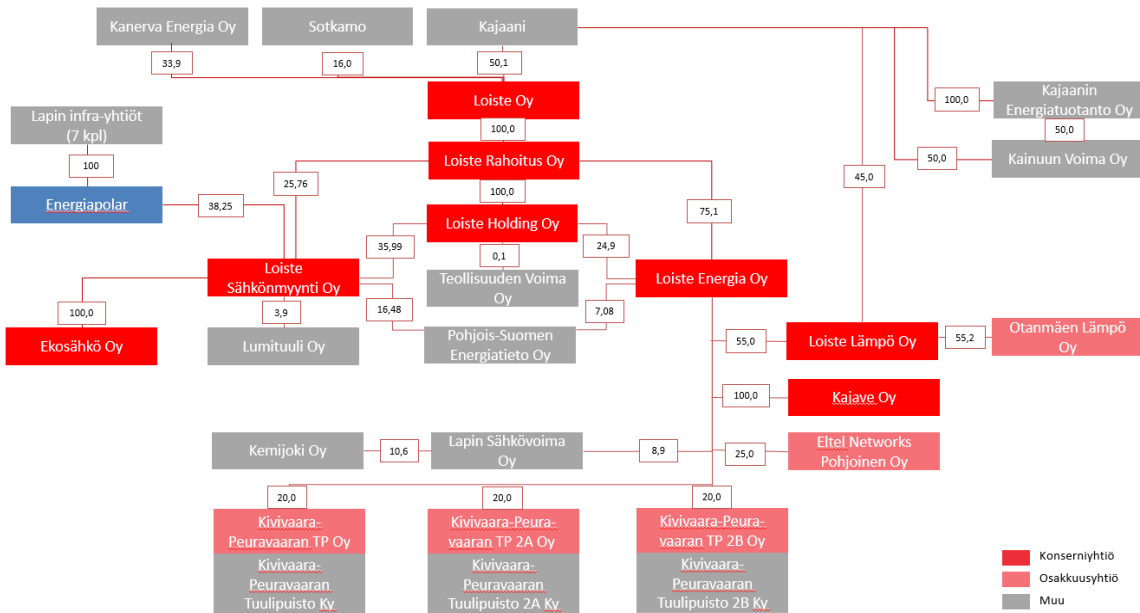 Kanerva Energia Oy
Sotkamo
Kajaani
33,9
16,0
50,1
Loiste Oy
Kajaanin
Energiatuotanto Oy
100,0
Lapin infra-yhtiöt
(7 kpl)
100,0
50,0
Loiste Rahoitus Oy
Kainuun Voima Oy
50,0
100
25,76
45,0
100,0
Energiapolar
38,25
75,1
Loiste Holding Oy
35,99
24,9
0,1
Loiste
Sähkönmyynti Oy
Teollisuuden Voima
Oy
Loiste Energia Oy
100,0
3,9
16,48
7,08
Ekosähkö Oy
Lumituuli Oy
Pohjois-Suomen
Energiatieto Oy
55,0
Loiste Lämpö Oy
55,2
Otanmäen Lämpö
Oy
100,0
Kajave Oy
Kemijoki Oy
10,6
Lapin Sähkövoima
Oy
8,9
25,0
Eltel Networks
Pohjoinen Oy
20,0
20,0
20,0
Kivivaara-
Peuravaaran TP Oy
Kivivaara-Peura-
vaaran TP 2A Oy
Kivivaara-Peura-
vaaran TP 2B Oy
Kivivaara-
Peuravaaran
Tuulipuisto Ky
Kivivaara-
Peuravaaran
Tuulipuisto 2A Ky
Kivivaara-
Peuravaaran
Tuulipuisto 2B Ky
Konserniyhtiö
Osakkuusyhtiö
Muu